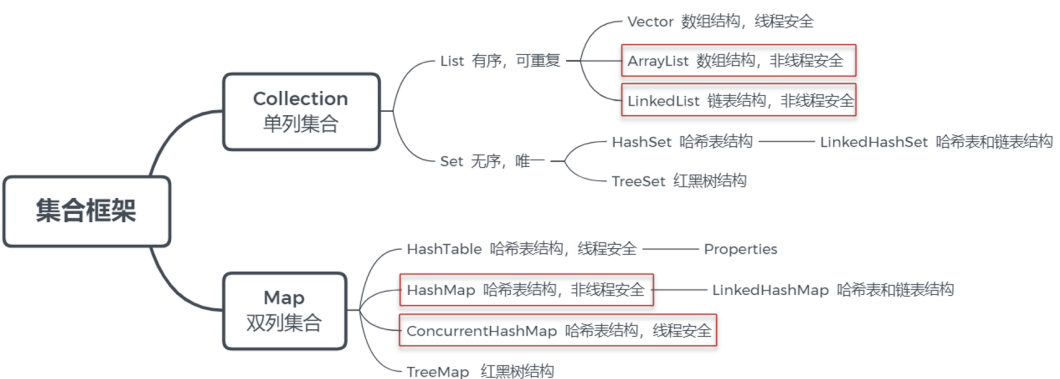 集合框架
Collection
单列集合
List 有序，可重复
Vector 数组结构，线程安全
ArrayList 数组结构，非线程安全
LinkedList 链表结构，非线程安全
Set 无序，唯一
HashSet 哈希表结构
LinkedHashSet 哈希表和链表结构
TreeSet 红黑树结构
Map
双列集合
HashTable 哈希表结构，线程安全
Properties
HashMap 哈希表结构，非线程安全
LinkedHashMap 哈希表和链表结构
ConcurrentHashMap 哈希表结构，线程安全
TreeMap 红黑树结构